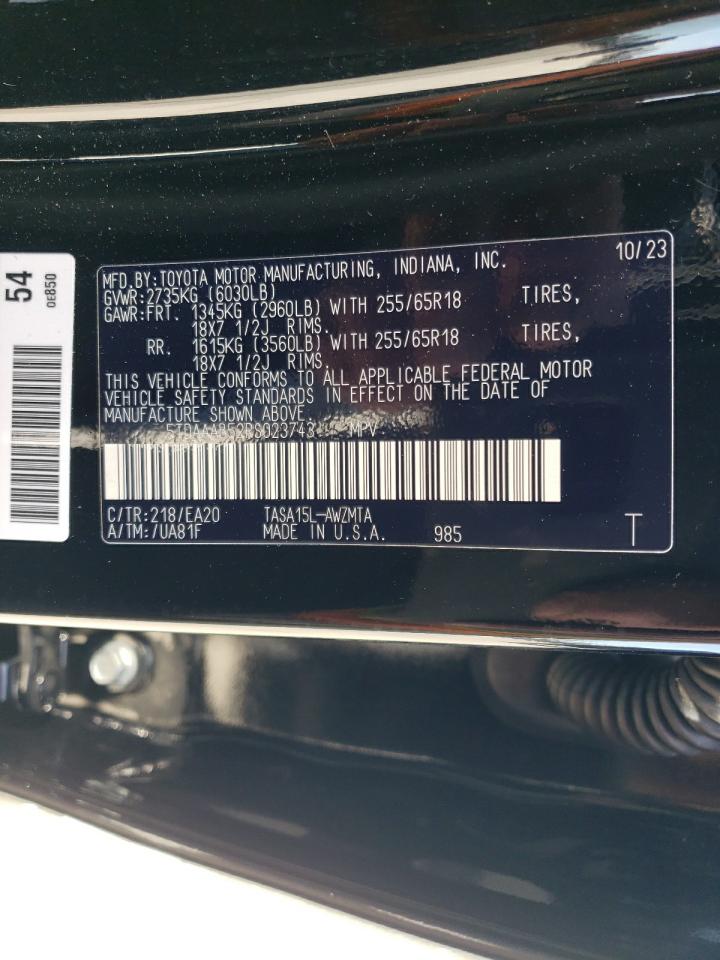 54
0E850
10/23
MFD.BY:TOYOTA MOTOR MANUFACTURING, INDIANA, INC.
GVWR:2735KG (6030LB)
GAWR:FRT. 1345KG (2960LB) WITH 255/65R18 TIRES,
18X7 1/2J RIMS.
RR. 1615KG (3560LB) WITH 255/65R18 TIRES,
18X7 1/2J RIMS.
THIS VEHICLE CONFORMS TO ALL APPLICABLE FEDERAL MOTOR
VEHICLE SAFETY STANDARDS IN EFFECT ON THE DATE OF
MANUFACTURE SHOWN ABOVE.
5TDAAAB52RS023743 MPV
C/TR:218/EA20 TASA15L-AWZMTA
A/TM:/UA81F MADE IN U.S.A. 985 T